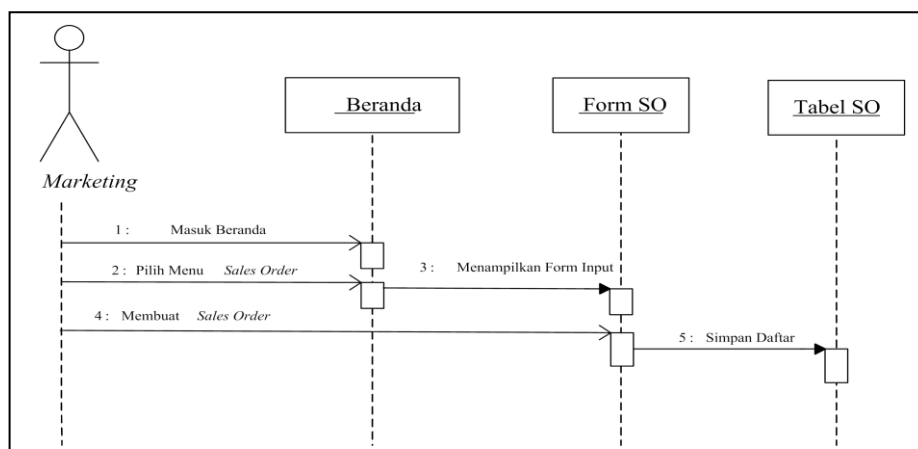 Beranda
Form SO
Tabel SO
Marketing
1 : Masuk Beranda
2 : Pilih Menu Sales Order
3 : Menampilkan Form Input
4 : Membuat Sales Order
5 : Simpan Daftar